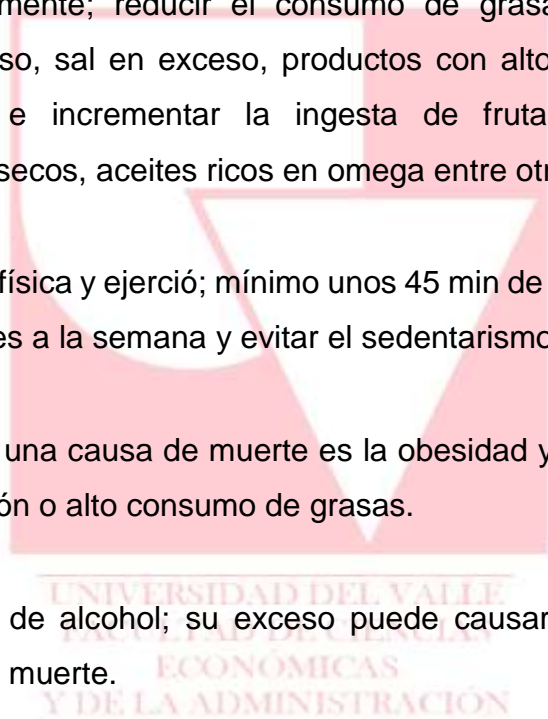 mente; reducir el consumo de grasa
so, sal en exceso, productos con alto
e incrementar la ingesta de fruta
secos, aceites ricos en omega entre otr
física y ejerció; mínimo unos 45 min de
es a la semana y evitar el sedentarismo
una causa de muerte es la obesidad y
ón o alto consumo de grasas.
UNIVERSIDAD DEL VALLE
de alcohol; su exceso puede causar
FACULTAD DE CIENCIAS
muerte.
ECONÓMICAS
Y DE LA ADMINISTRACIÓN